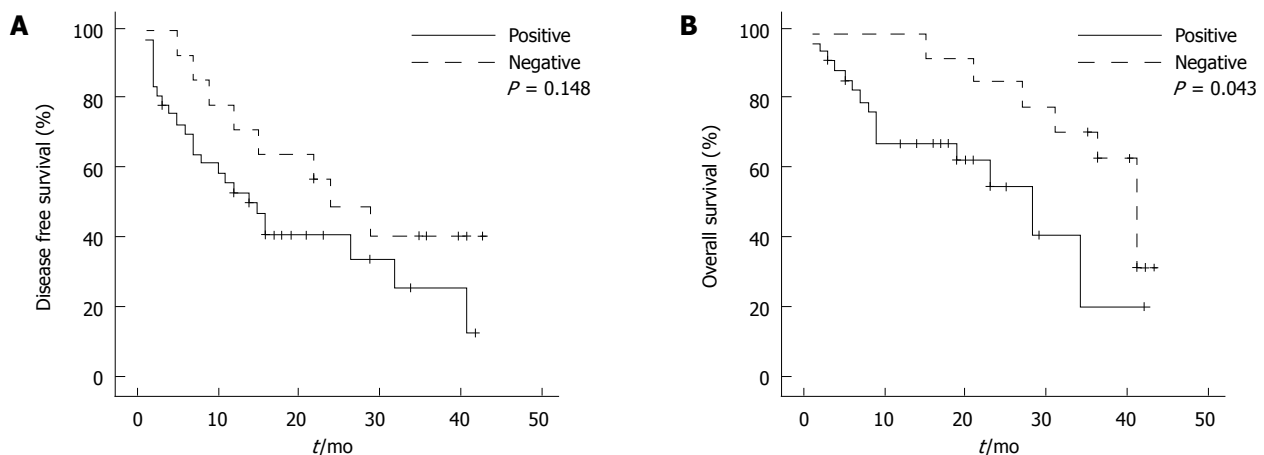 A
Disease free survival (%)
100
80
60
40
20
0
0 10 20 30 40 50
t/mo
Positive
Negative
P = 0.148
B
Overall survival (%)
100
80
60
40
20
0
0 10 20 30 40 50
t/mo
Positive
Negative
P = 0.043